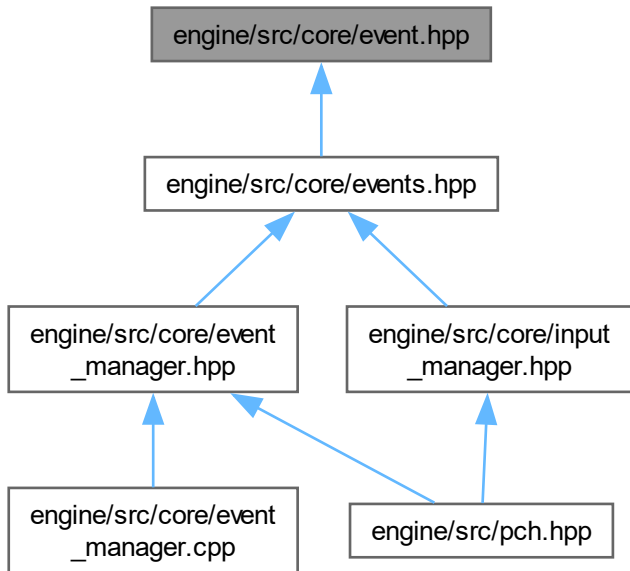 engine/src/core/event.hpp
engine/src/core/events.hpp
engine/src/core/event
_manager.hpp
engine/src/core/input
_manager.hpp
engine/src/core/event
_manager.cpp
engine/src/pch.hpp